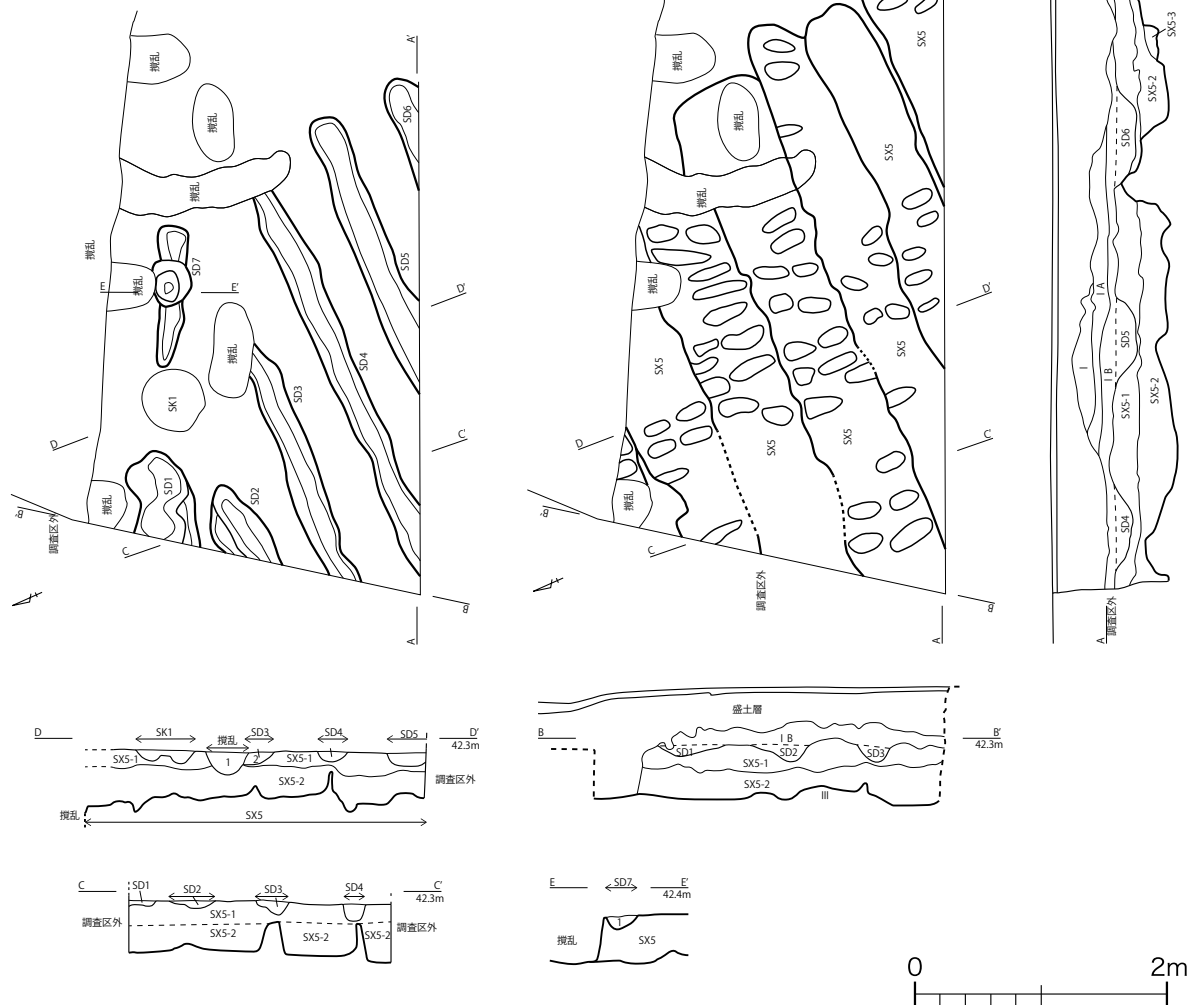 A'
撹乱
撹乱
SD6
撹乱
撹乱
SD7
SD5
E
撹乱
E'
D'
撹乱
SD4
SD3
SK1
D
C'
SD1
SD2
撹乱
B'
調査区外
C
B
A
SX5
撹乱
撹乱
SX5
撹乱
撹乱
D'
SX5
SX5
SX5
SX5
D
C'
撹乱
B'
C
調査区外
B
A
SX5-3
SX5-2
SD6
I A
SD5
I
I B
SX5-1
SX5-2
SD4
調査区外
A
D
SK1
撹乱
SD3
SD4
SD5
D'
42.3m
SX5-1
1
2
SX5-1
1
SX5-2
調査区外
撹乱
SX5
B
盛土層
I B
B'
42.3m
SD1
SD2
SD3
SX5-1
SX5-2
III
C
SD1
SD2
SD3
SD4
C'
42.3m
SX5-1
調査区外
調査区外
SX5-2
SX5-2
SX5-2
E
SD7
E'
42.4m
1
撹乱
SX5
0
2m